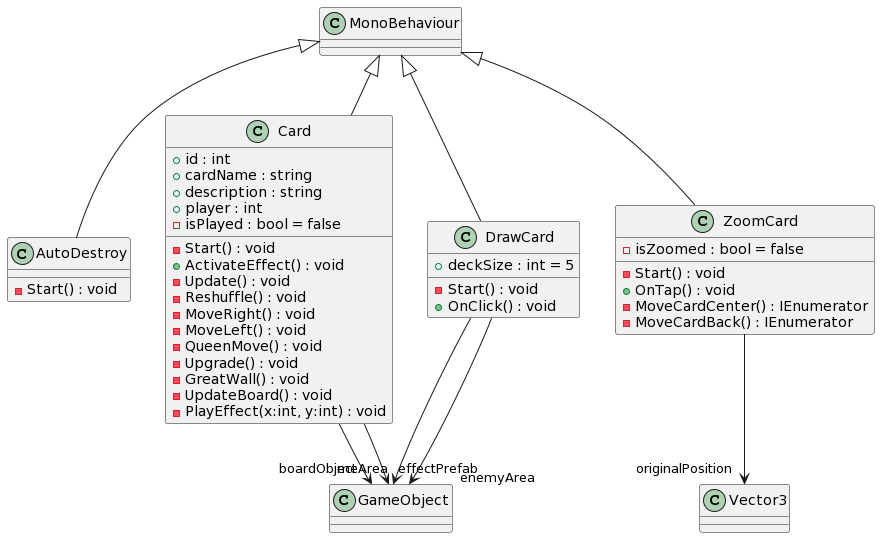 C MonoBehaviour
C Card
id : int
cardName : string
description : string
player : int
isPlayed : bool = false
Start() : void
ActivateEffect() : void
Update() : void
Reshuffle() : void
MoveRight() : void
MoveLeft() : void
QueenMove() : void
Upgrade() : void
GreatWall() : void
UpdateBoard() : void
PlayEffect(x:int, y:int) : void
C AutoDestroy
Start() : void
C DrawCard
deckSize : int = 5
Start() : void
OnClick() : void
C ZoomCard
isZoomed : bool = false
Start() : void
OnTap() : void
MoveCardCenter() : IEnumerator
MoveCardBack() : IEnumerator
boardObject
effectPrefab
enemyArea
originalPosition
C GameObject
C Vector3